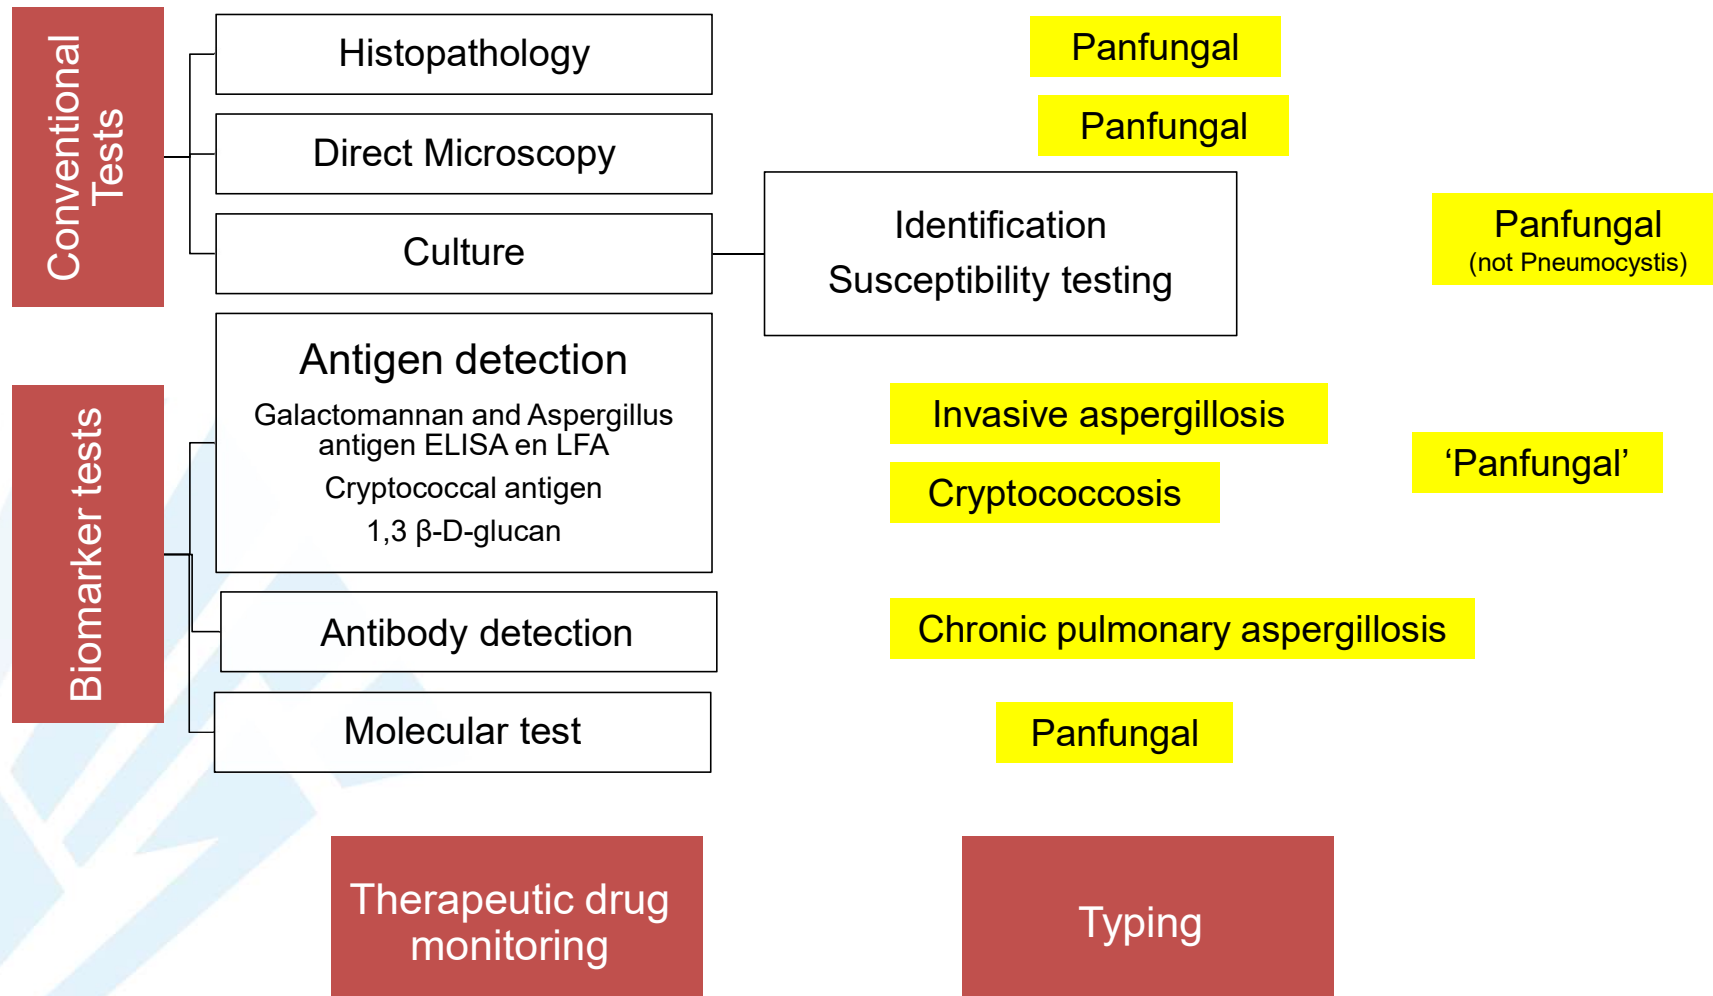 Conventional
Tests
Histopathology
Panfungal
Direct Microscopy
Panfungal
Culture
Identification
Susceptibility testing
Panfungal
(not Pneumocystis)
Biomarker tests
Antigen detection
Galactomannan and Aspergillus
antigen ELISA en LFA
Cryptococcal antigen
1,3 β-D-glucan
Invasive aspergillosis
Cryptococcosis
‘Panfungal’
Antibody detection
Chronic pulmonary aspergillosis
Molecular test
Panfungal
Therapeutic drug
monitoring
Typing